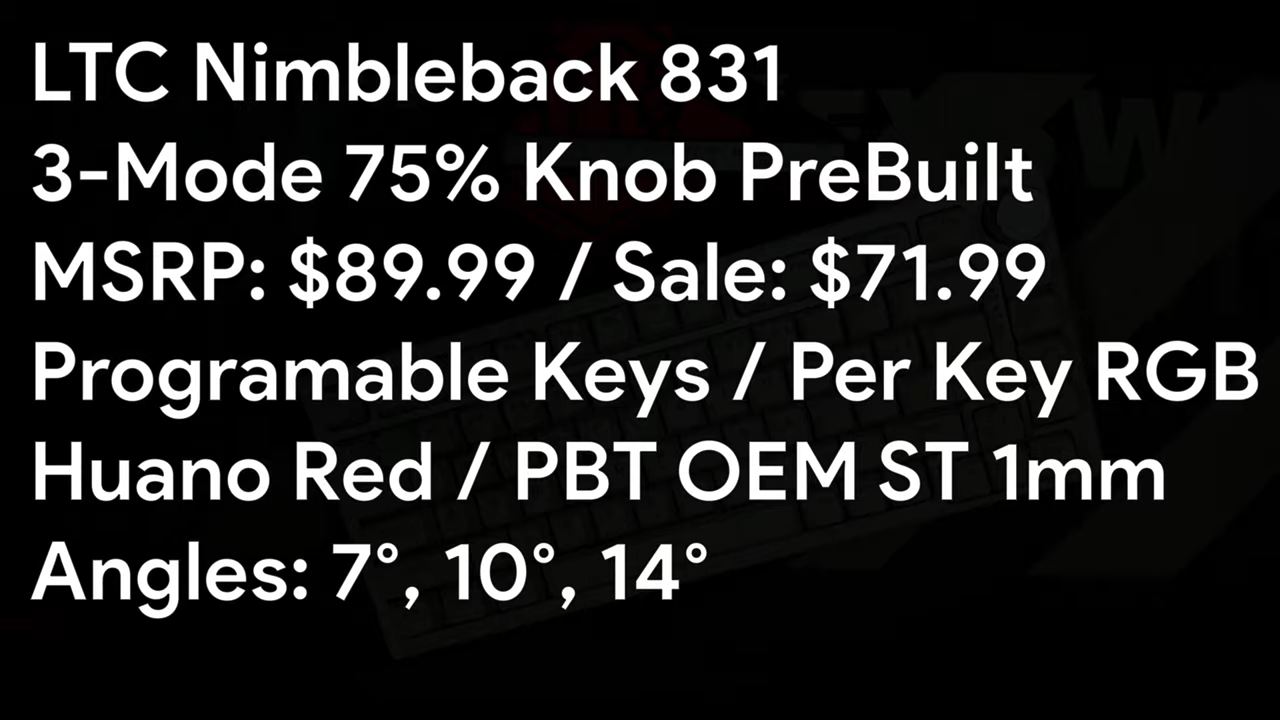 LTC Nimbleback 831
3-Mode 75% Knob PreBuilt
MSRP: $89.99 / Sale: $71.99
Programable Keys / Per Key RGB
Huano Red / PBT OEM ST 1mm
Angles: 7°, 10°, 14°